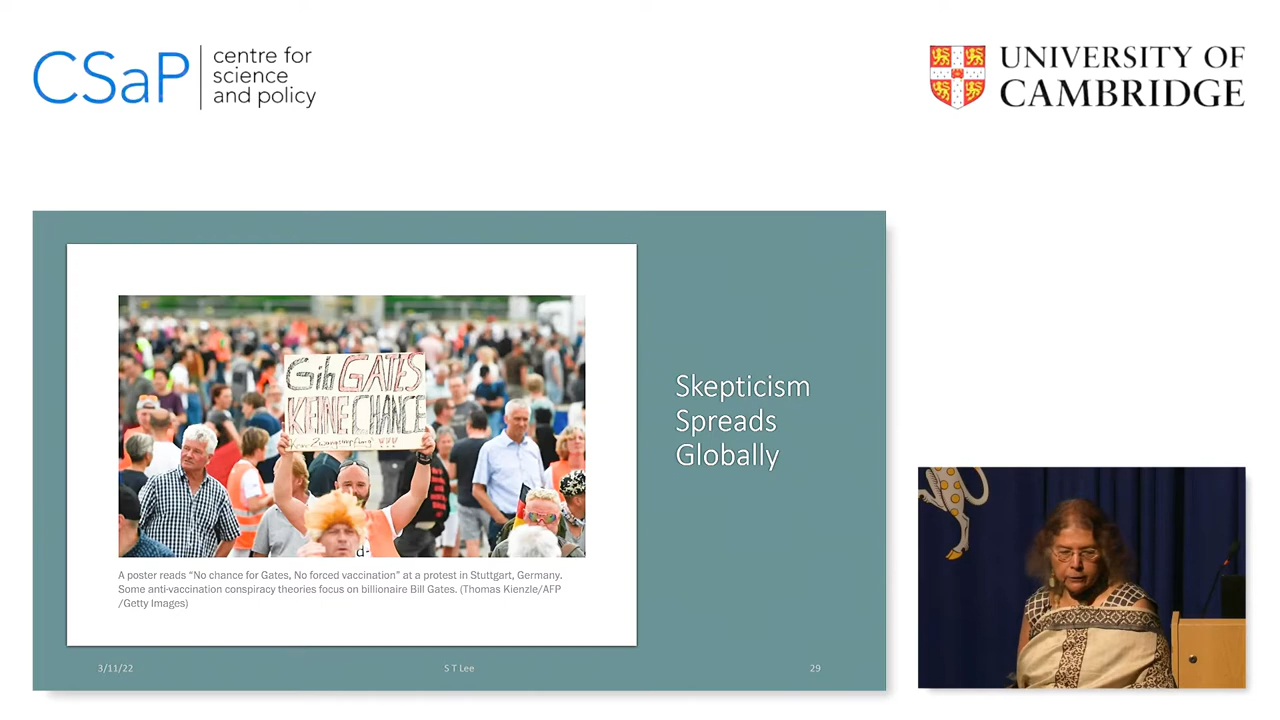 CSaP
centre for
science
and policy
UNIVERSITY OF
CAMBRIDGE
Gib GATES
KEINE CHANCE
Kein Zwangsimpfung!!!
Skepticism
Spreads
Globally
A poster reads “No chance for Gates, No forced vaccination” at a protest in Stuttgart, Germany.
Some anti-vaccination conspiracy theories focus on billionaire Bill Gates. (Thomas Kienzle/AFP
/Getty Images)
3/11/22
S T Lee
29